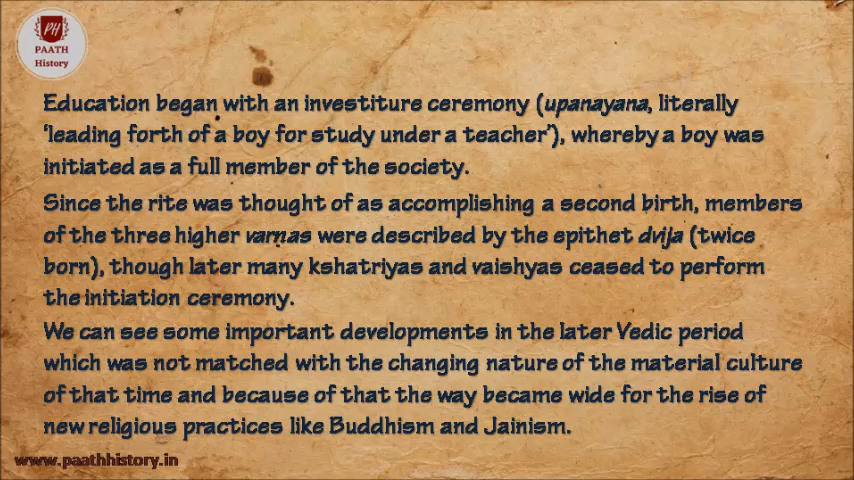 PH
PAATH
History
Education began with an investiture ceremony (upanayana, literally
'leading forth of a boy for study under a teacher'), whereby a boy was
initiated as a full member of the society.
Since the rite was thought of as accomplishing a second birth, members
of the three higher varṇas were described by the epithet dvija (twice
born), though later many kshatriyas and vaishyas ceased to perform
the initiation ceremony.
We can see some important developments in the later Vedic period
which was not matched with the changing nature of the material culture
of that time and because of that the way became wide for the rise of
new religious practices like Buddhism and Jainism.
www.paathhistory.in